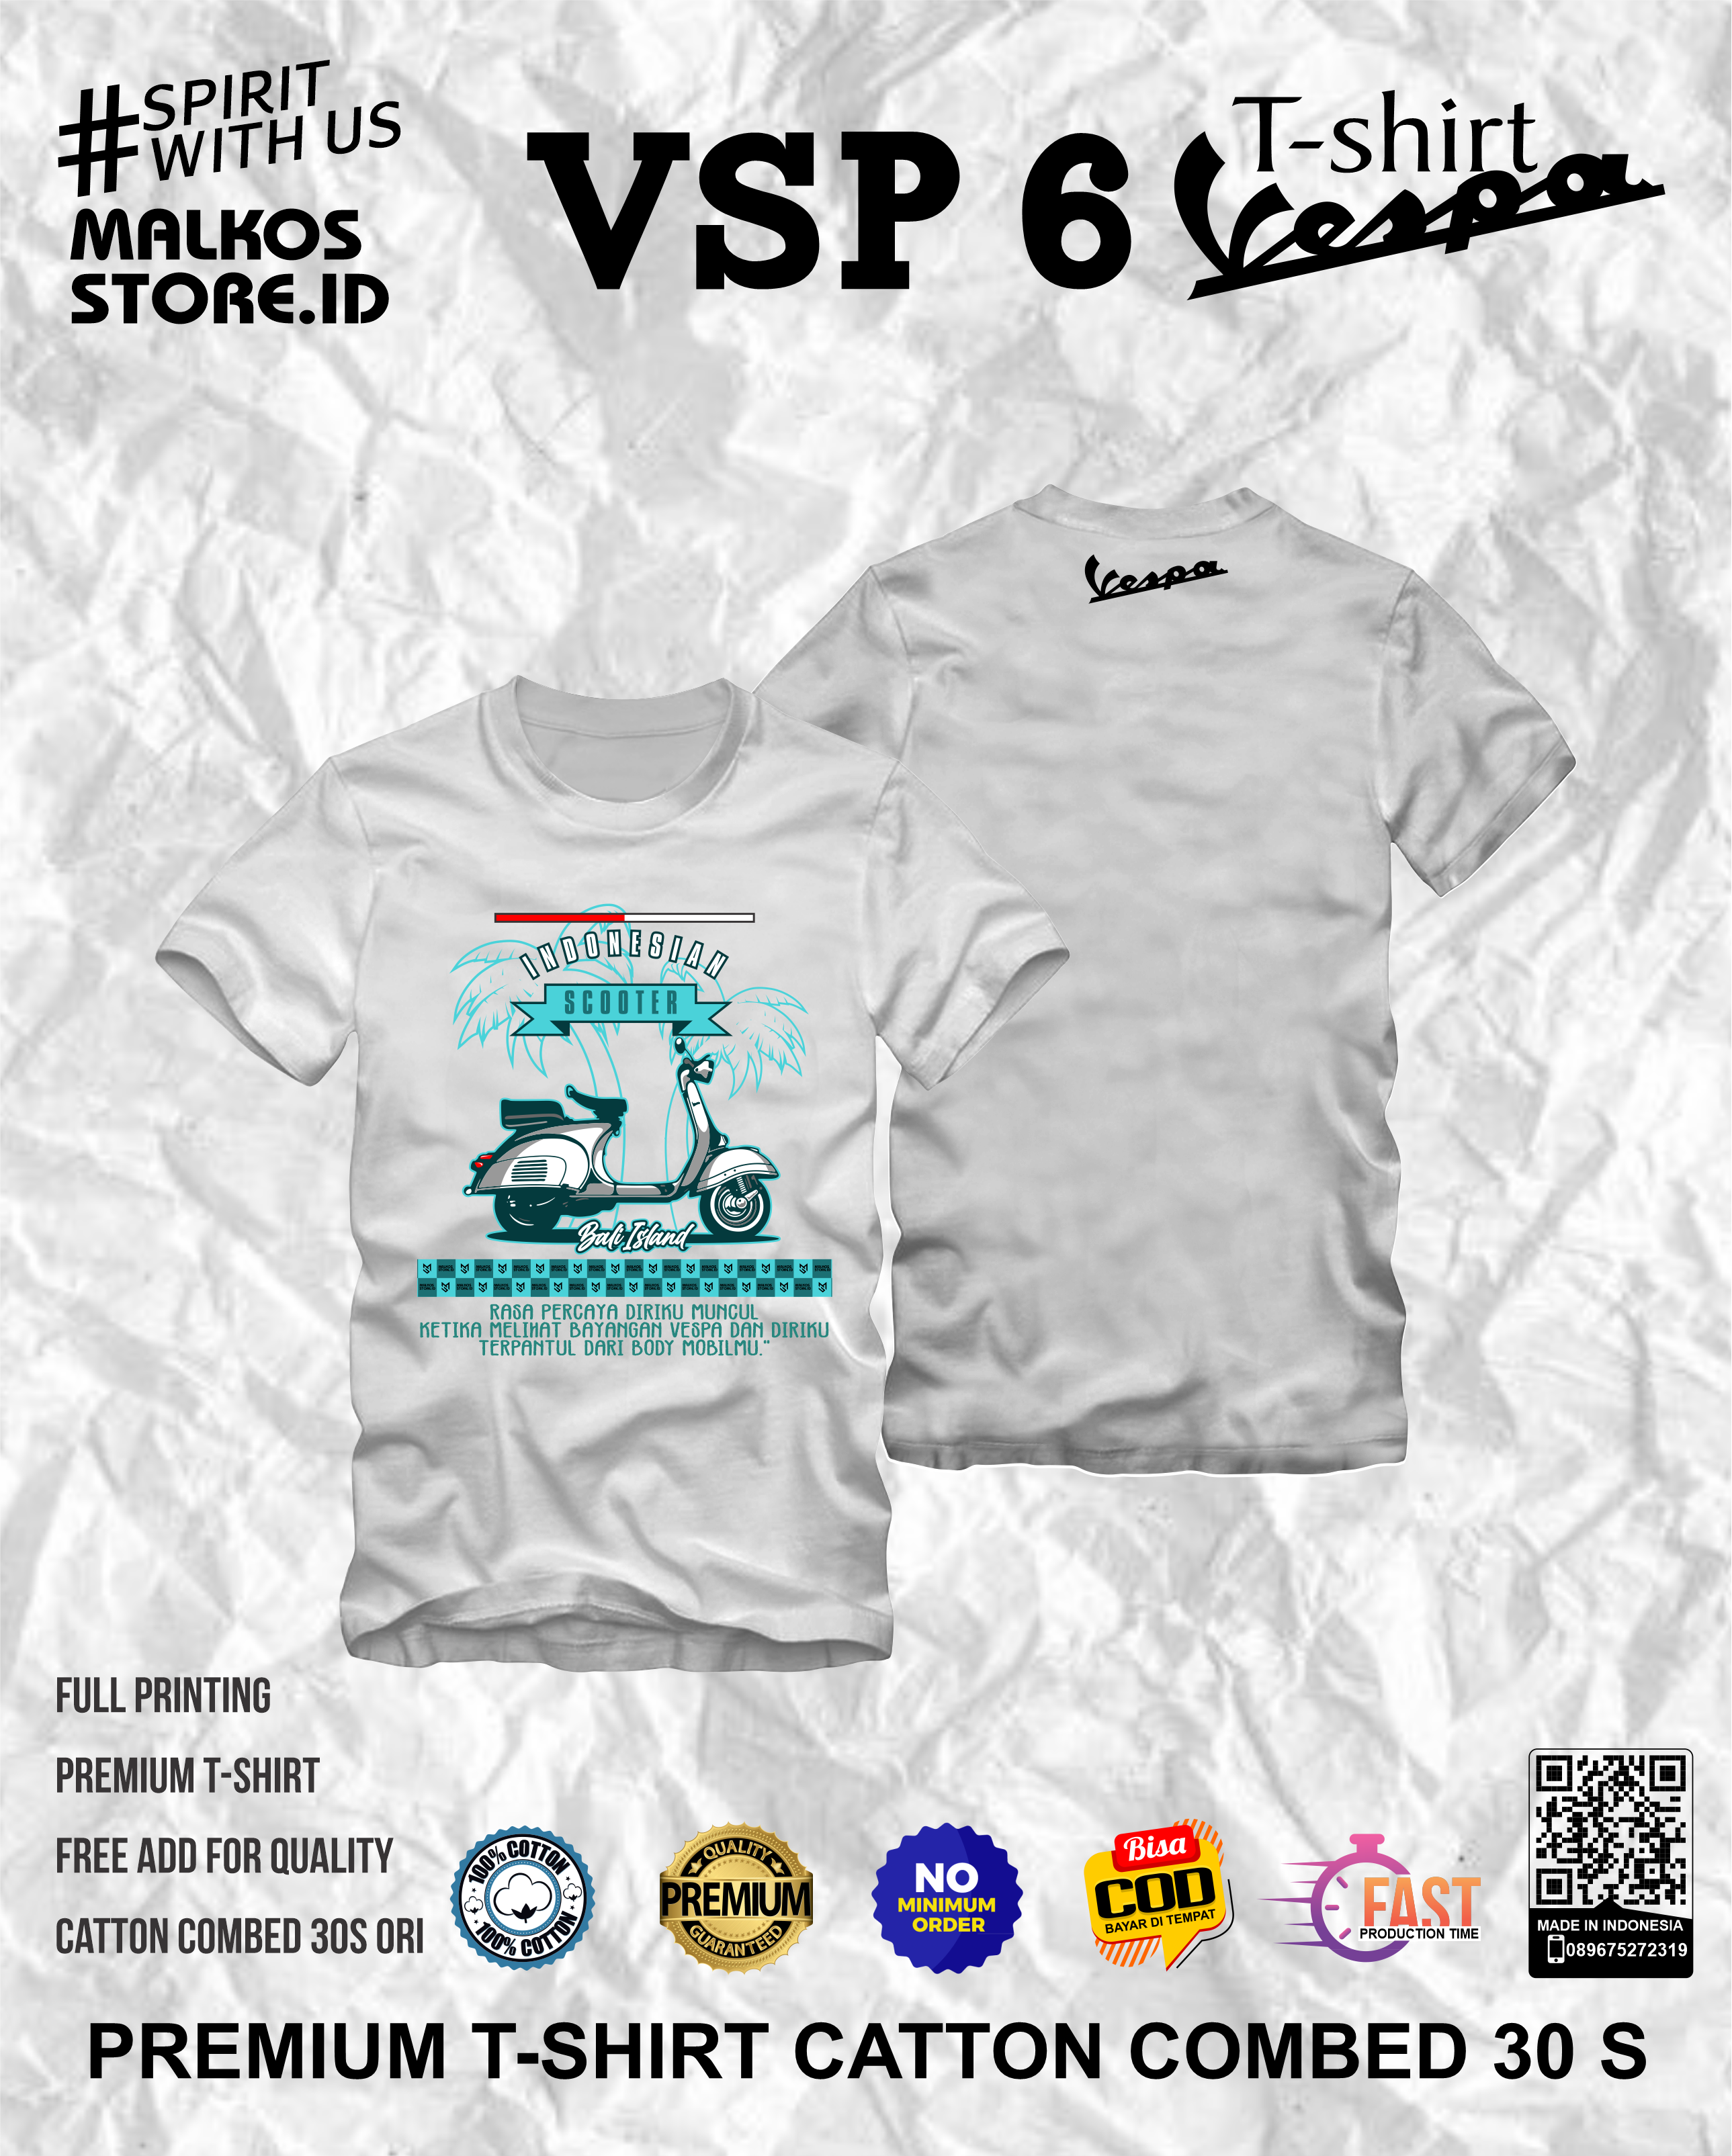 #SPIRIT
WITH US
MALKOS
STORE.ID
VSP 6
T-shirt
Vespa
Vespa
INDONESIAN
SCOOTER
Bali Island
RASA PERCAYA DIRIKU MUNCUL
KETIKA MELIHAT BAYANGAN VESPA DAN DIRIKU
TERPANTUL DARI BODY MOBILMU."
FULL PRINTING
PREMIUM T-SHIRT
FREE ADD FOR QUALITY
CATTON COMBED 30S ORI
100% COTTON
100% COTTON
QUALITY
PREMIUM
GUARANTEED
NO
MINIMUM
ORDER
Bisa
COD
BAYAR DI TEMPAT
FAST
PRODUCTION TIME
MADE IN INDONESIA
089675272319
PREMIUM T-SHIRT CATTON COMBED 30 S